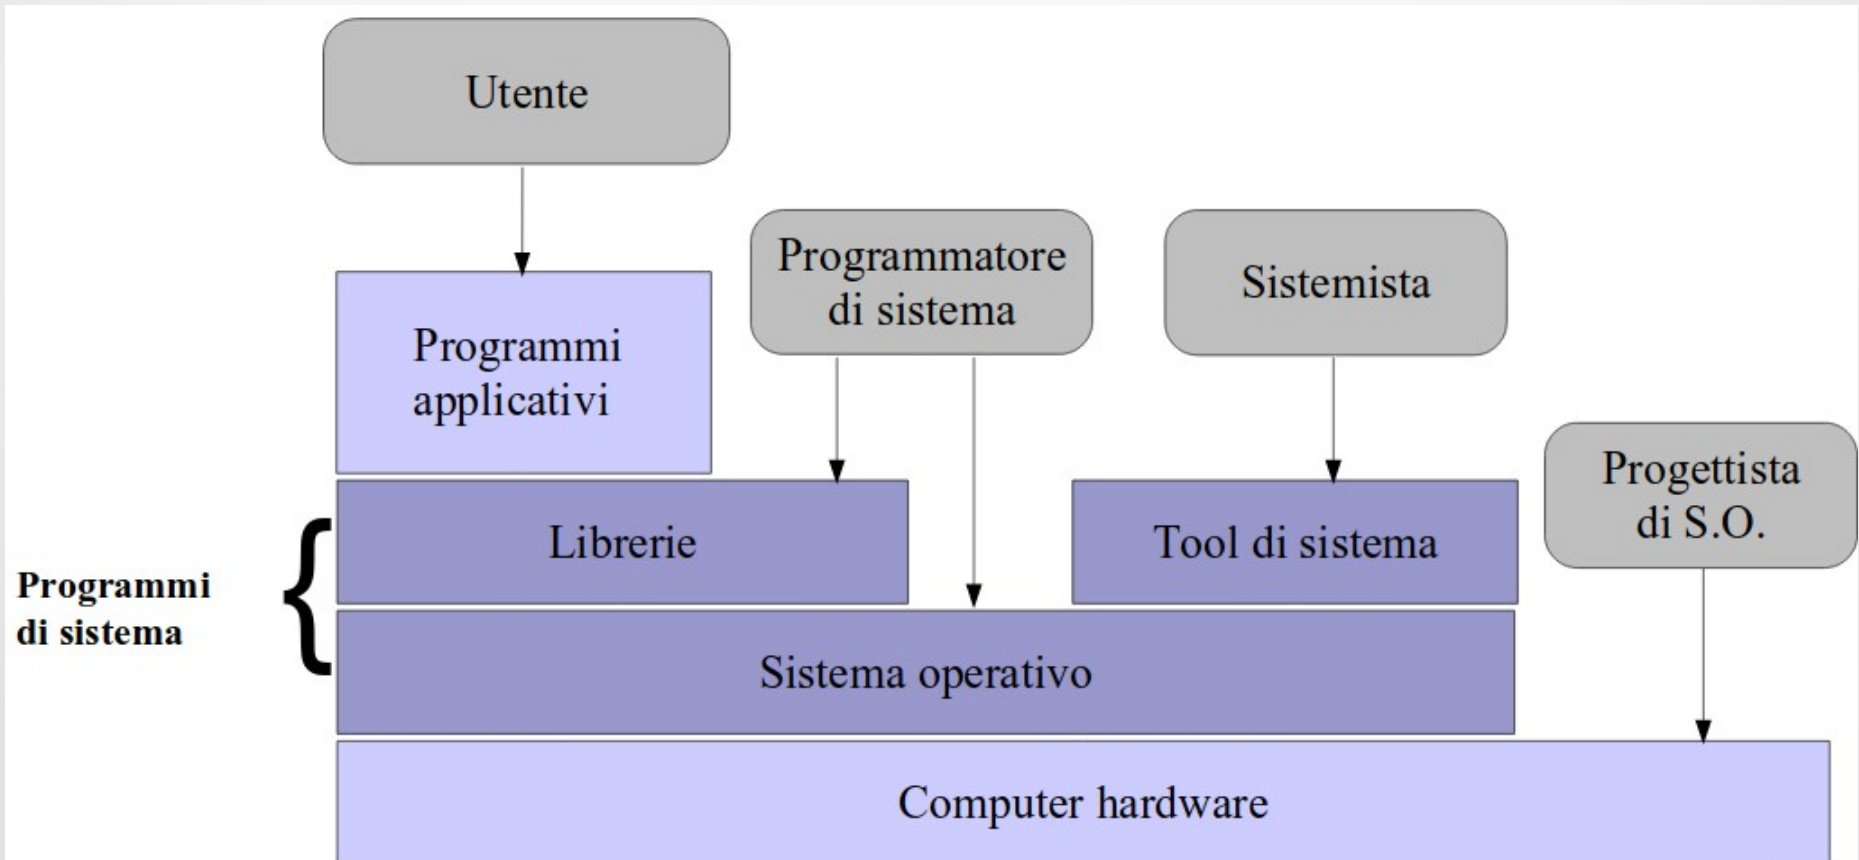 Utente
Programmatore
di sistema
Sistemista
Programmi
applicativi
Progettista
di S.O.
Librerie
Tool di sistema
Programmi
di sistema
Sistema operativo
Computer hardware